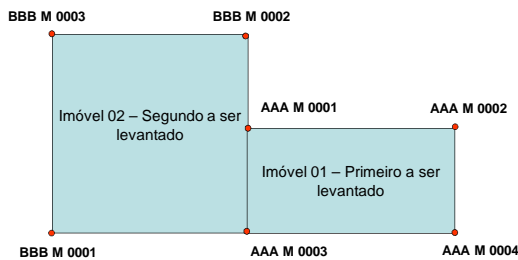 BBB M 0003
BBB M 0002
AAA M 0001
AAA M 0002
Imóvel 02 – Segundo a ser
levantado
Imóvel 01 – Primeiro a ser
levantado
BBB M 0001
AAA M 0003
AAA M 0004